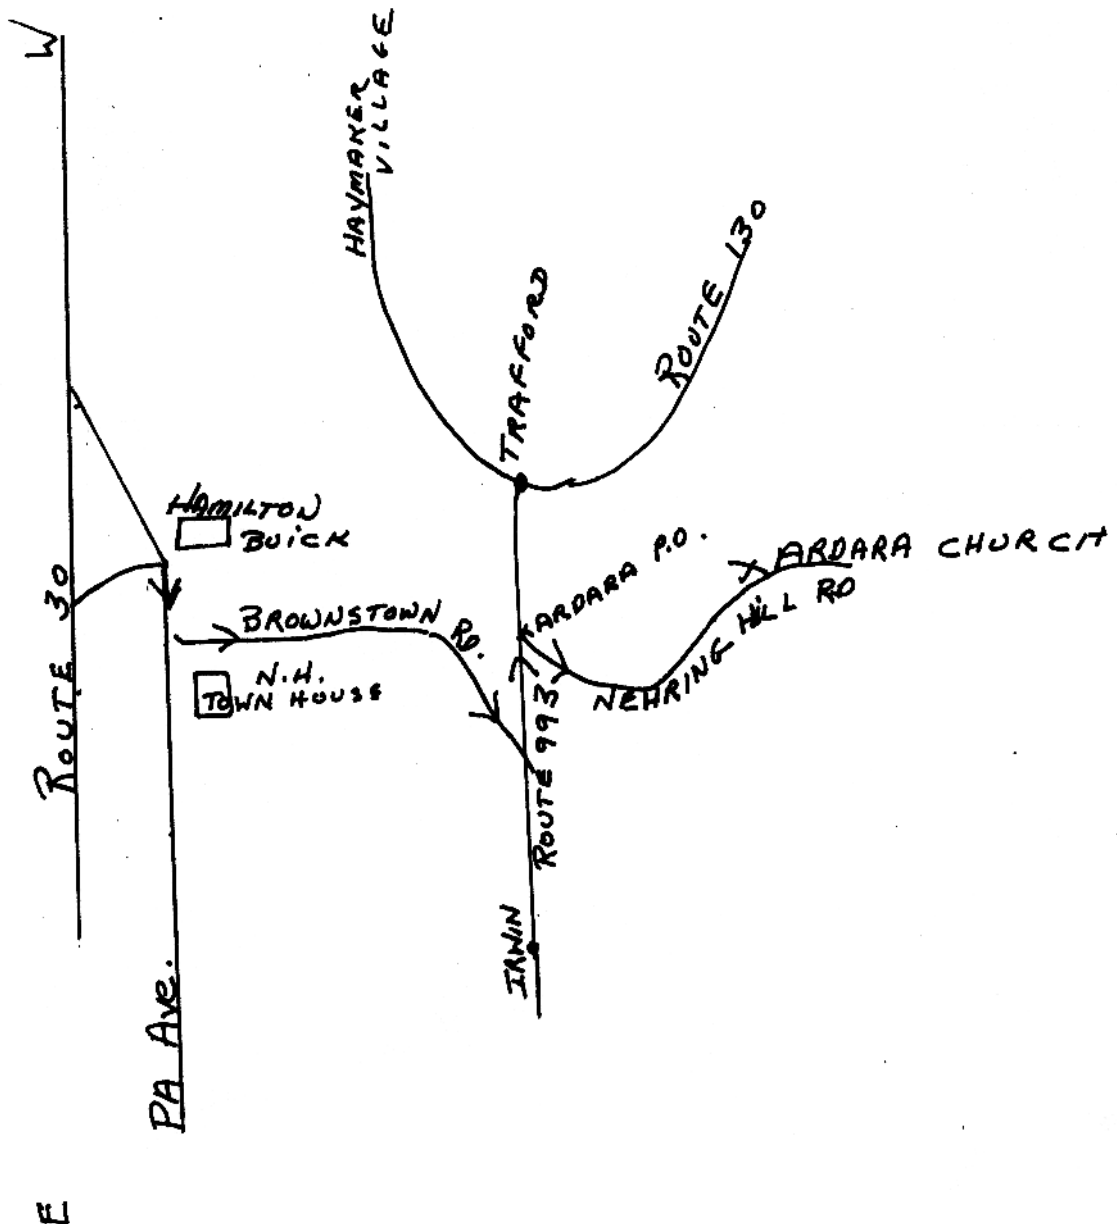 W
ROUTE 30
PA Ave.
E
HAMILTON
BUICK
BROWNSTOWN RD.
N.H.
TOWN HOUSE
HAYMAKER
VILLAGE
TRAFFORD
ROUTE 130
ARDARA P.O.
ROUTE 993
IRWIN
NEHRING HILL RD
ARDARA CHURCH